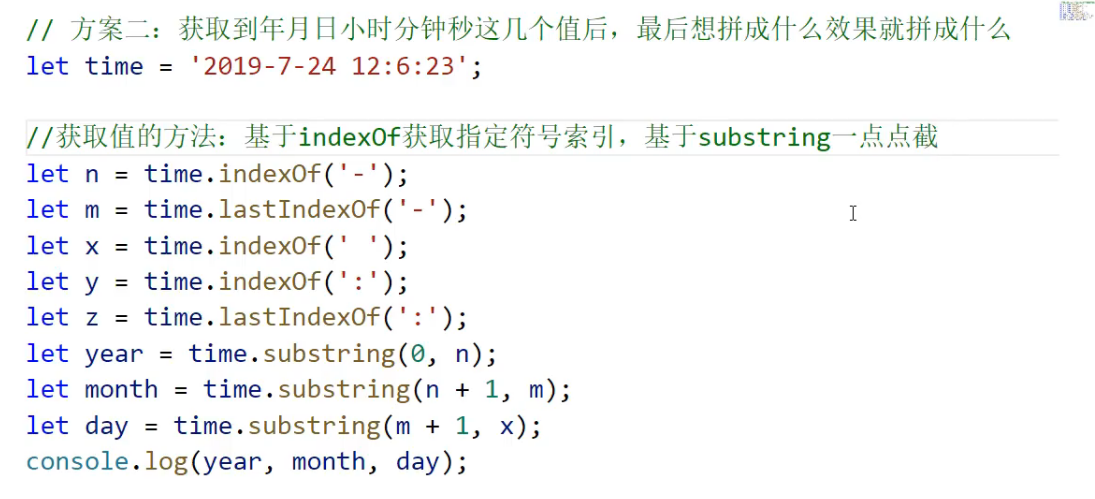 // 方案二：获取到年月日小时分钟秒这几个值后，最后想拼成什么效果就拼成什么
let time = '2019-7-24 12:6:23';
//获取值的方法：基于indexOf获取指定符号索引，基于substring一点点截
let n = time.indexOf('-');
let m = time.lastIndexOf('-');
let x = time.indexOf(' ');
let y = time.indexOf(':');
let z = time.lastIndexOf(':');
let year = time.substring(0, n);
let month = time.substring(n + 1, m);
let day = time.substring(m + 1, x);
console.log(year, month, day);